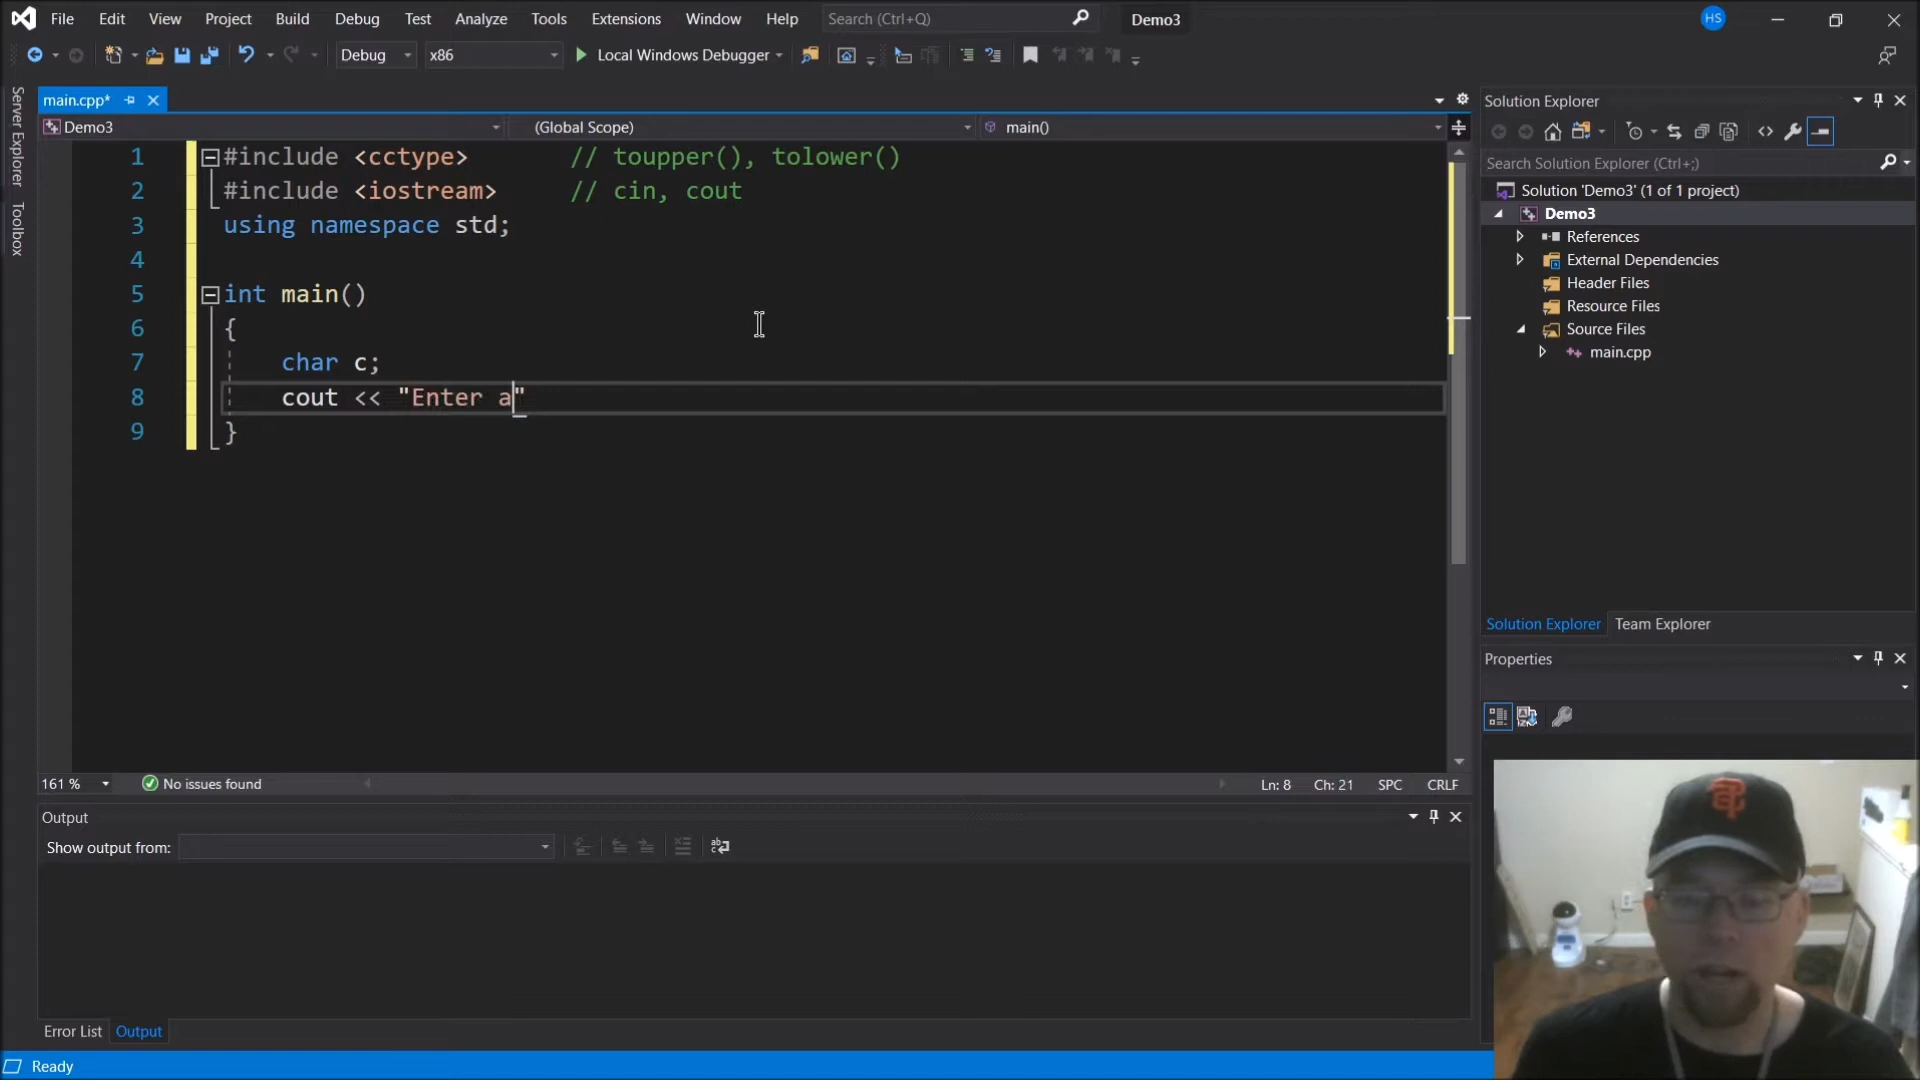 File Edit View Project Build Debug Test Analyze Tools Extensions Window Help Search (Ctrl+Q) Demo3 HS
Debug x86 Local Windows Debugger
Server Explorer
Toolbox
main.cpp*
Demo3 (Global Scope) main()
1 #include <cctype> // toupper(), tolower()
2 #include <iostream> // cin, cout
3 using namespace std;
4
5 int main()
6 {
7 char c;
8 cout << "Enter a"
9 }
161 % No issues found Ln: 8 Ch: 21 SPC CRLF
Output
Show output from:
Error List Output
Ready
Solution Explorer
Search Solution Explorer (Ctrl+;)
Solution 'Demo3' (1 of 1 project)
Demo3
References
External Dependencies
Header Files
Resource Files
Source Files
main.cpp
Solution Explorer Team Explorer
Properties